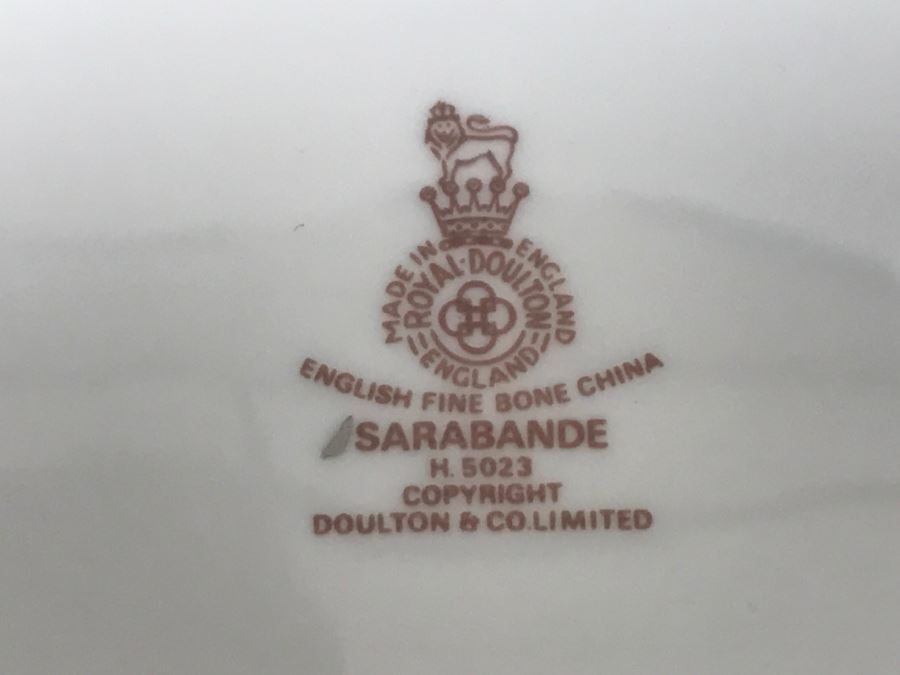 MADE IN ENGLAND
ROYAL·DOULTON
ENGLAND
ENGLISH FINE BONE CHINA
SARABANDE
H. 5023
COPYRIGHT
DOULTON & CO.LIMITED